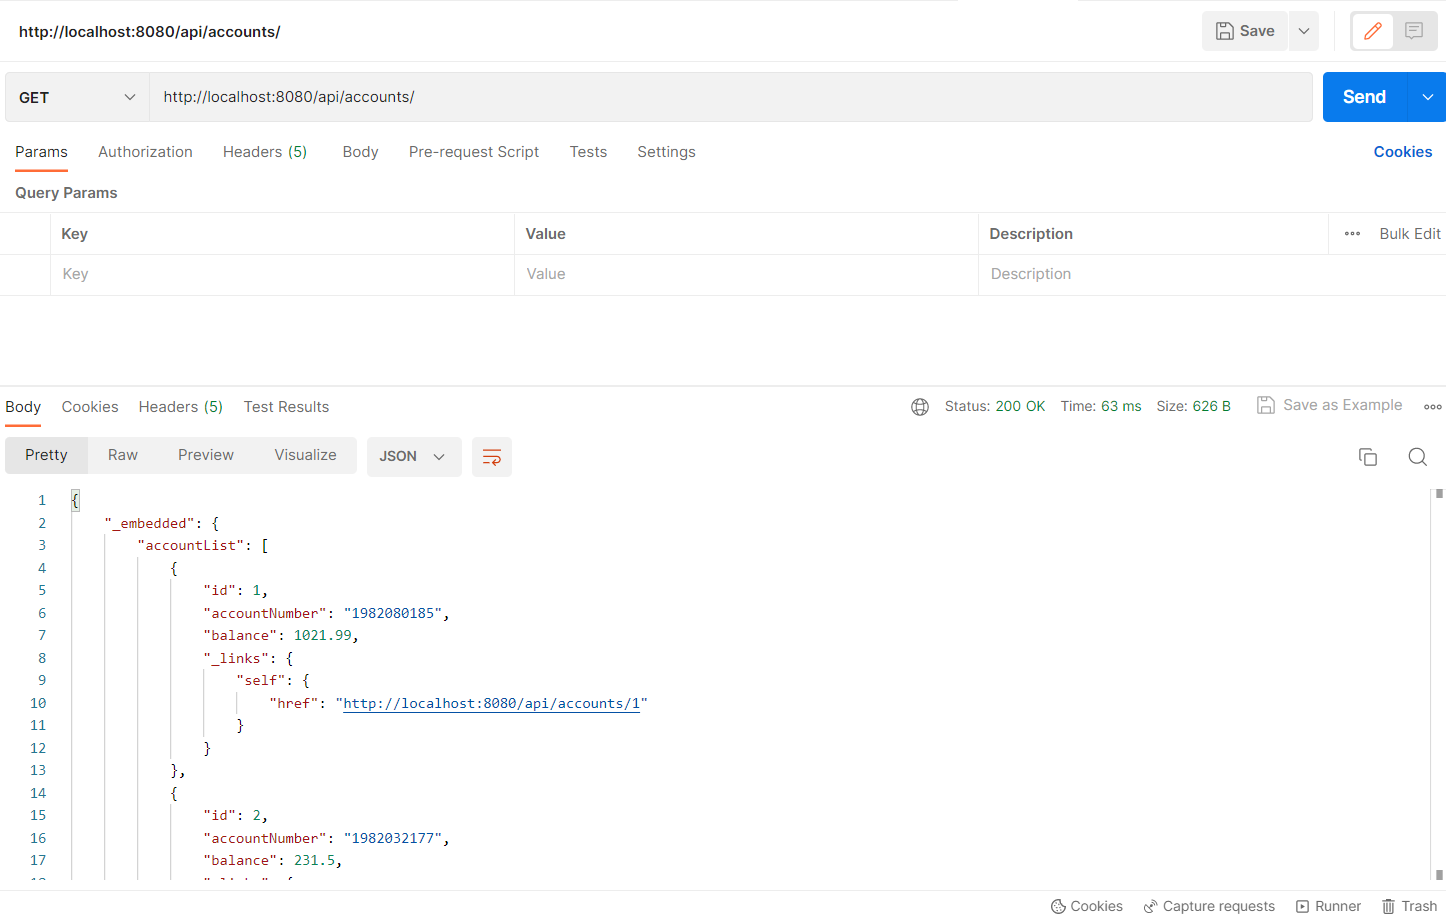 http://localhost:8080/api/accounts/
Save
GET
http://localhost:8080/api/accounts/
Send
Params Authorization Headers (5) Body Pre-request Script Tests Settings Cookies
Query Params
Key Value Description Bulk Edit
Key Value Description
Body Cookies Headers (5) Test Results Status: 200 OK Time: 63 ms Size: 626 B Save as Example
Pretty Raw Preview Visualize JSON
1 {
2 "_embedded": {
3 "accountList": [
4 {
5 "id": 1,
6 "accountNumber": "1982080185",
7 "balance": 1021.99,
8 "_links": {
9 "self": {
10 "href": "http://localhost:8080/api/accounts/1"
11 }
12 }
13 },
14 {
15 "id": 2,
16 "accountNumber": "1982032177",
17 "balance": 231.5,
Cookies Capture requests Runner Trash